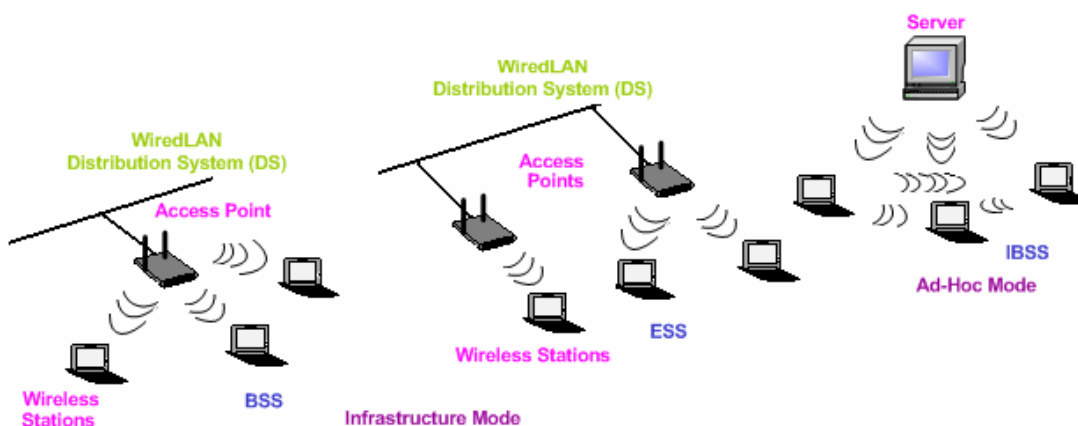 WiredLAN
Distribution System (DS)
Access Point
Wireless
Stations
BSS
Infrastructure Mode
WiredLAN
Distribution System (DS)
Access
Points
Wireless Stations
ESS
Server
IBSS
Ad-Hoc Mode